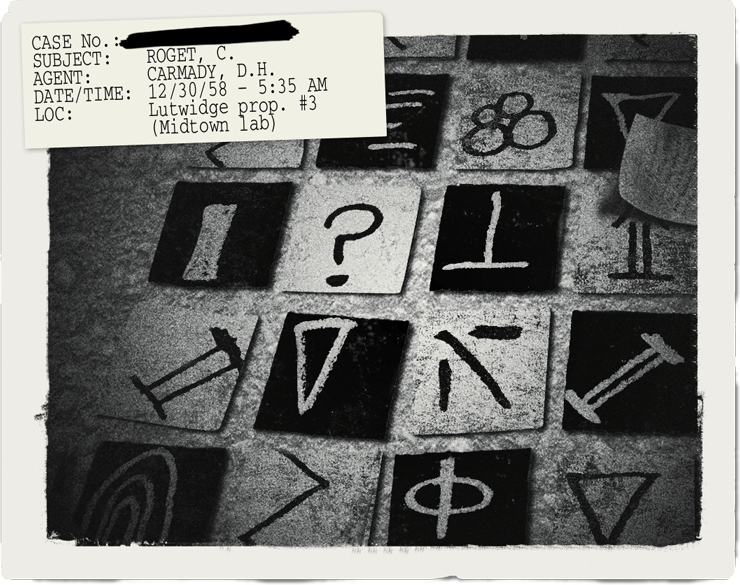 CASE No.:
SUBJECT: ROGET, C.
AGENT: CARMADY, D.H.
DATE/TIME: 12/30/58 - 5:35 AM
LOC: Lutwidge prop. #3
(Midtown lab)
?